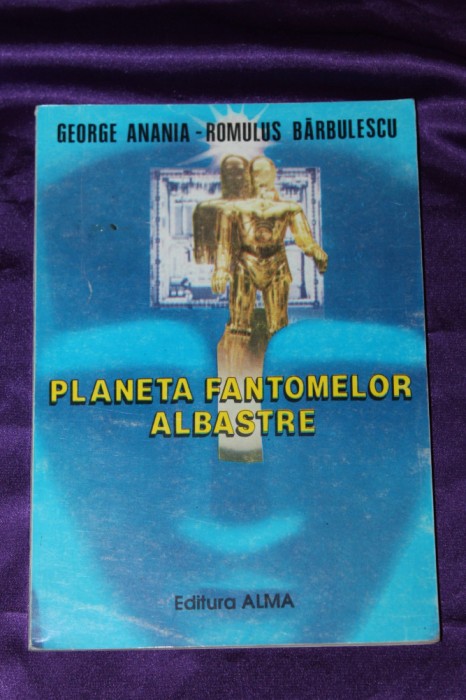 GEORGE ANANIA - ROMULUS BĂRBULESCU
PLANETA FANTOMELOR
ALBASTRE
Editura ALMA